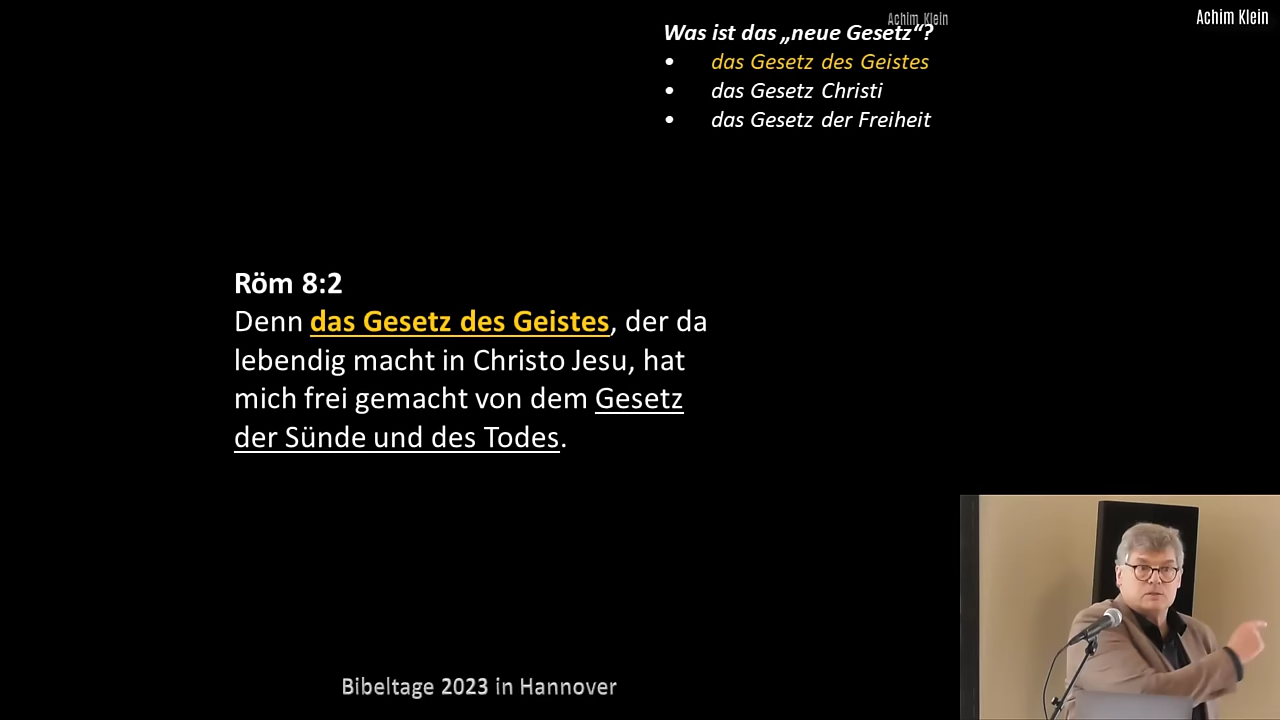 Achim Klein
Achim Klein
Was ist das „neue Gesetz“?
• das Gesetz des Geistes
• das Gesetz Christi
• das Gesetz der Freiheit
Röm 8:2
Denn das Gesetz des Geistes, der da
lebendig macht in Christo Jesu, hat
mich frei gemacht von dem Gesetz
der Sünde und des Todes.
Bibeltage 2023 in Hannover